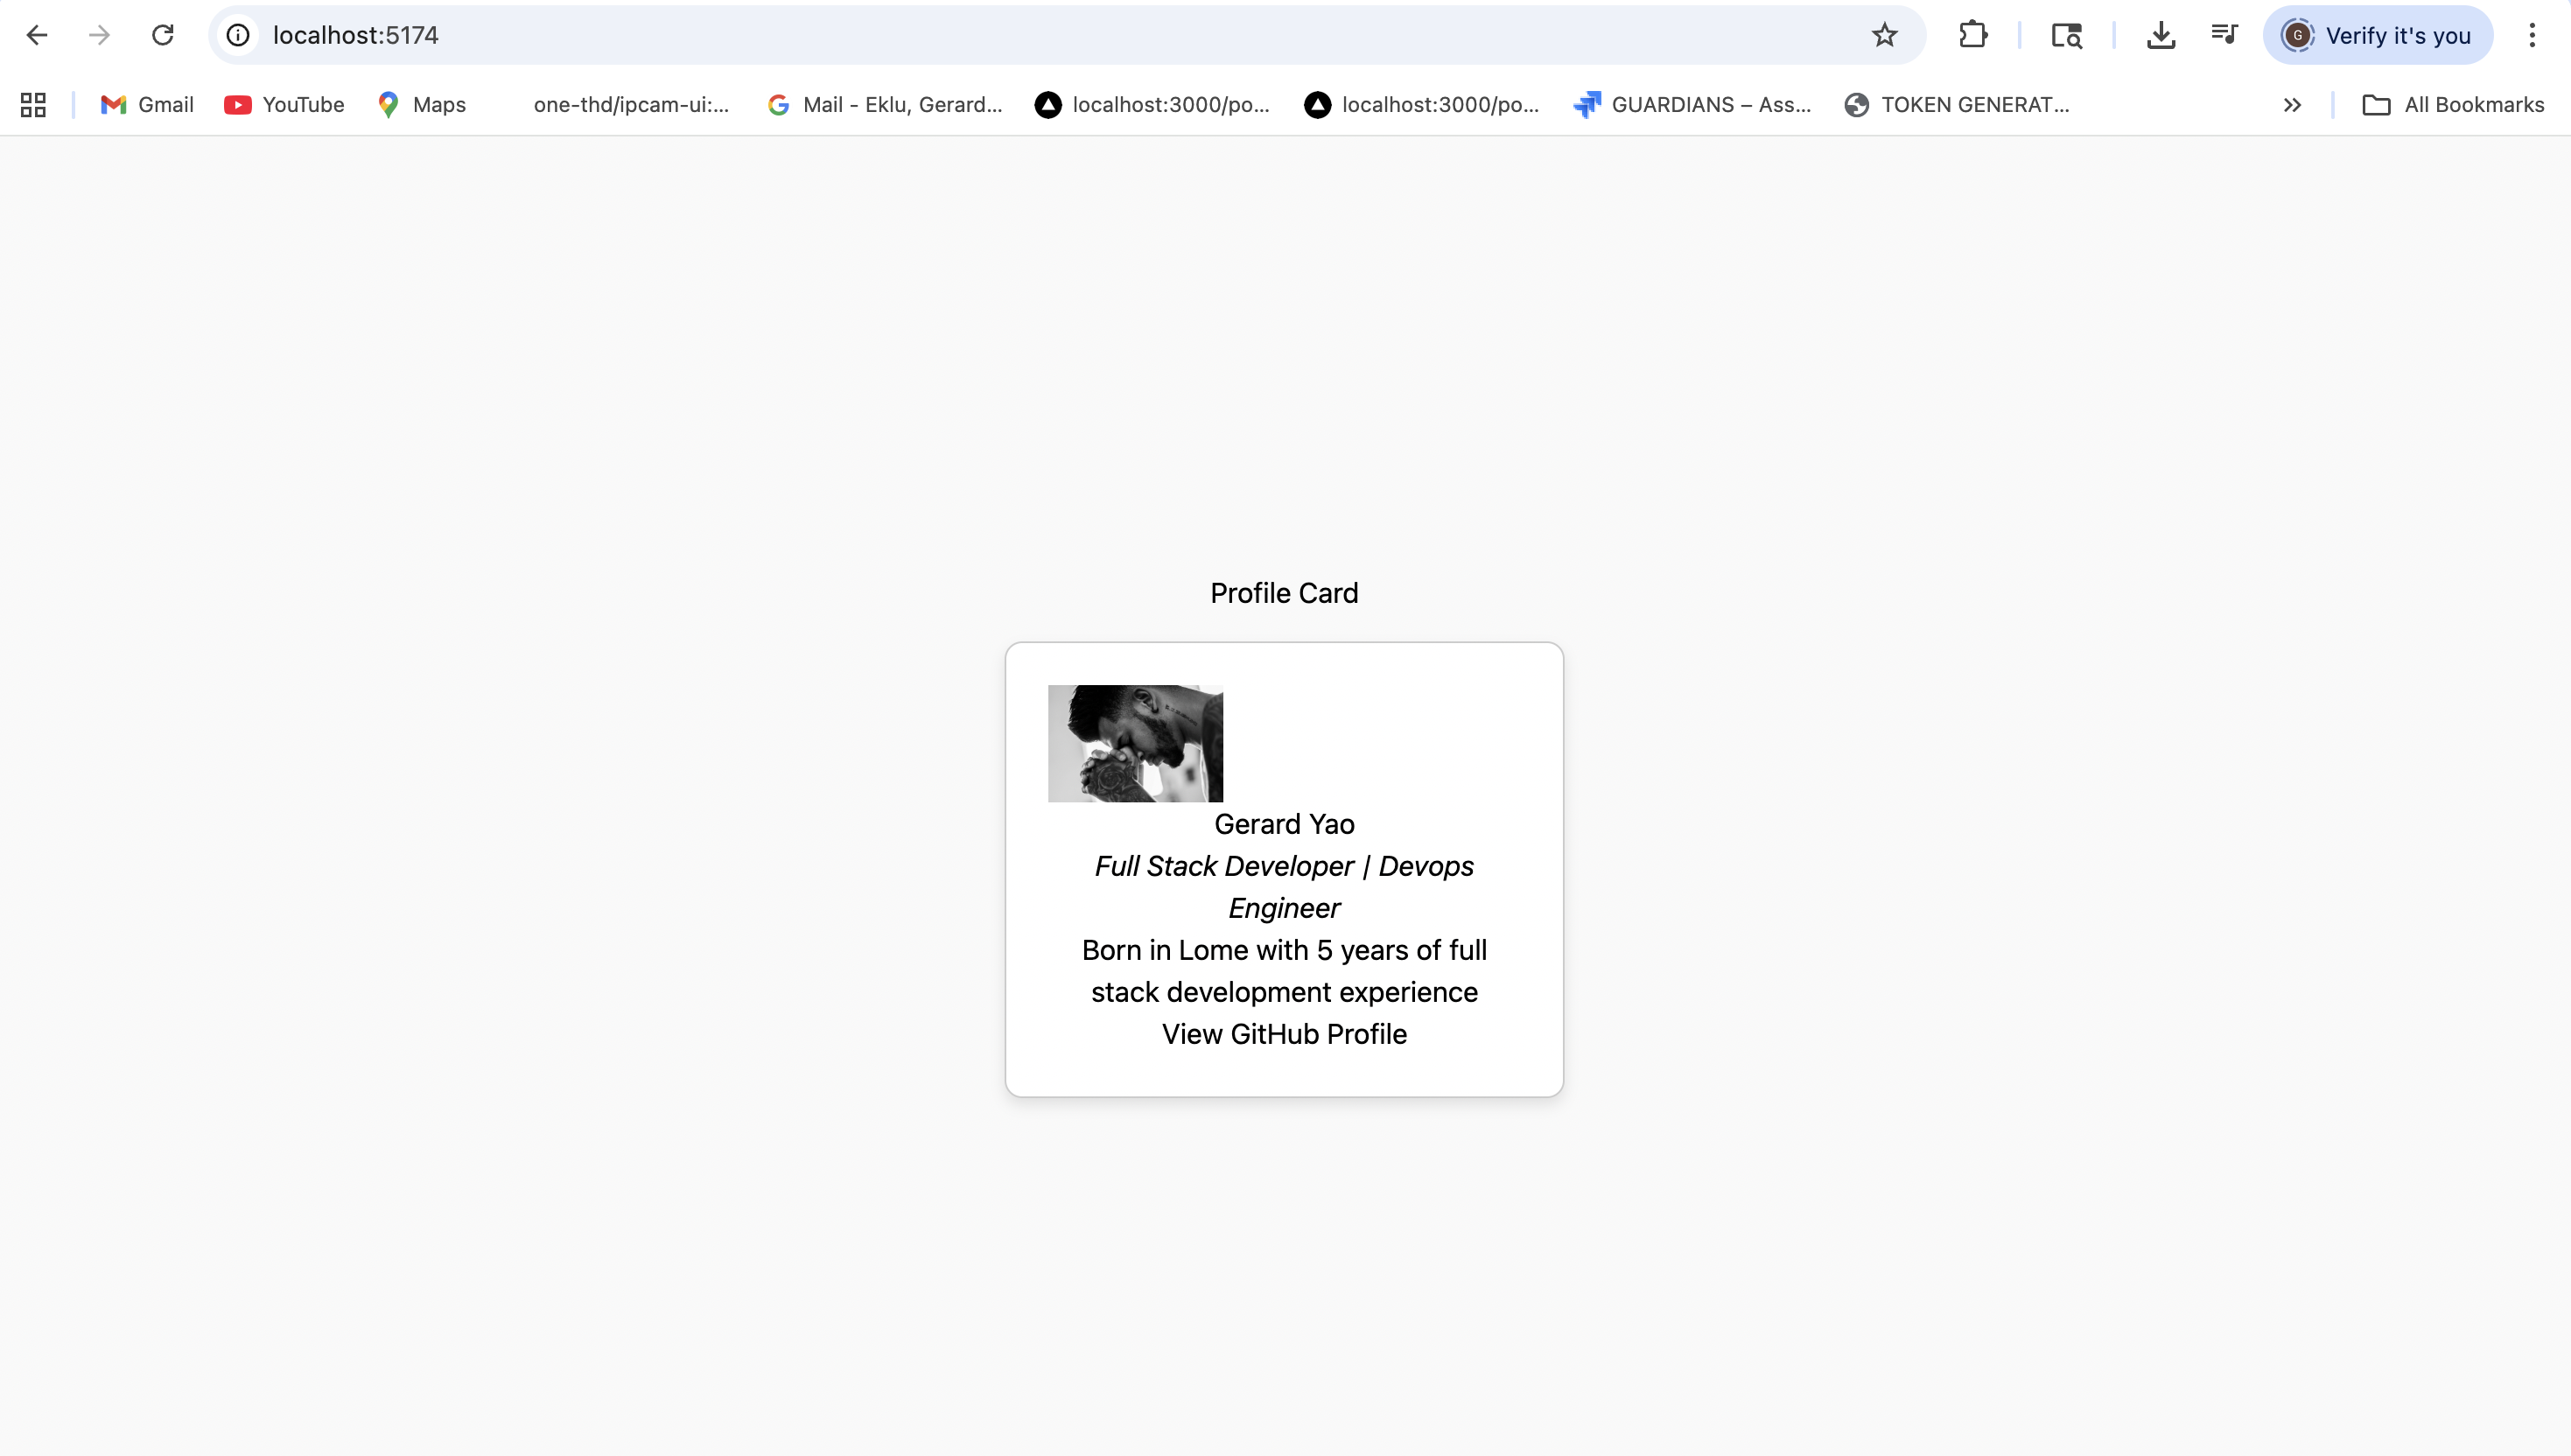 localhost:5174
Verify it's you
Gmail
YouTube
Maps
one-thd/ipcam-ui:...
Mail - Eklu, Gerard...
localhost:3000/po...
localhost:3000/po...
GUARDIANS – Ass...
TOKEN GENERAT...
All Bookmarks
Profile Card
Gerard Yao
Full Stack Developer | Devops
Engineer
Born in Lome with 5 years of full
stack development experience
View GitHub Profile